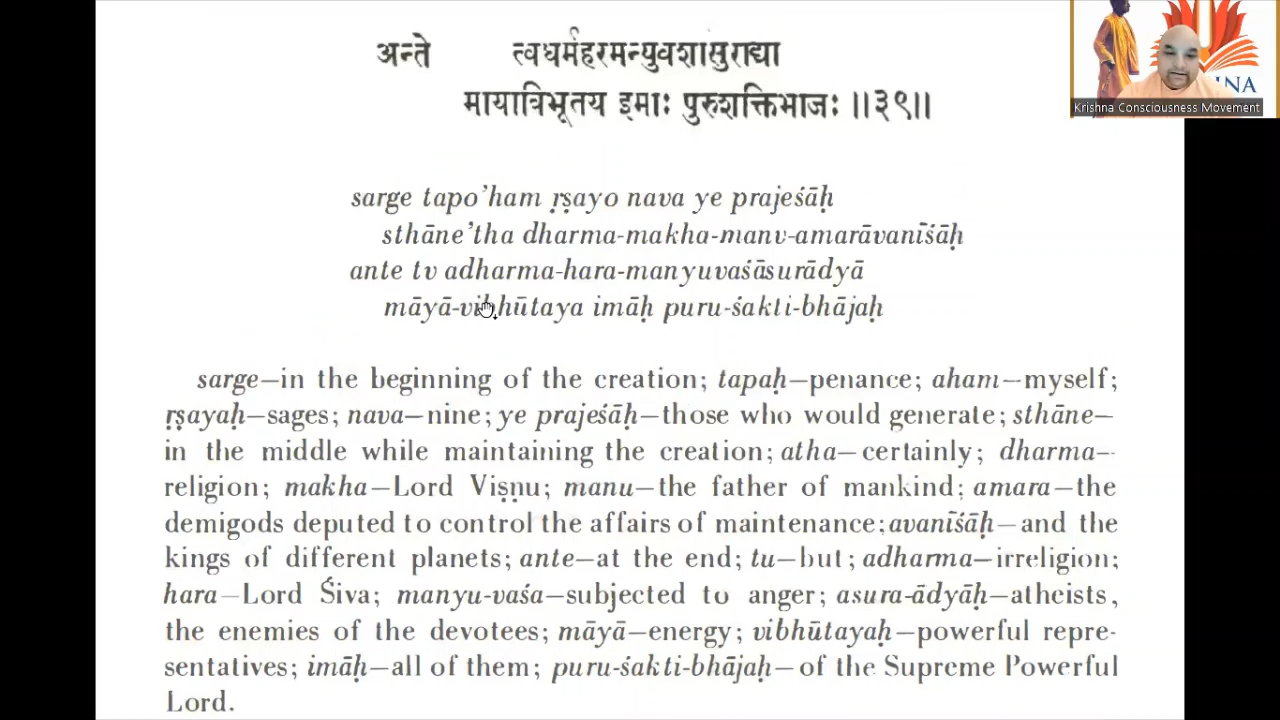 अन्ते त्वधर्महरमन्युवशासुराद्या
मायाविभूतय इमाः पुरुशक्तिभाजः ॥३९॥
Krishna Consciousness Movement
sarge tapo’ham ṛṣayo nava ye prajeśāḥ
sthāne’tha dharma-makha-manv-amarāvanīśāḥ
ante tv adharma-hara-manyuvaśāsurādyā
māyā-vibhūtaya imāḥ puru-śakti-bhājaḥ
sarge—in the beginning of the creation; tapaḥ—penance; aham—myself;
ṛṣayaḥ—sages; nava—nine; ye prajeśāḥ—those who would generate; sthāne—
in the middle while maintaining the creation; atha—certainly; dharma—
religion; makha—Lord Viṣṇu; manu—the father of mankind; amara—the
demigods deputed to control the affairs of maintenance; avanīśāḥ—and the
kings of different planets; ante—at the end; tu—but; adharma—irreligion;
hara—Lord Śiva; manyu-vaśa—subjected to anger; asura-ādyāḥ—atheists,
the enemies of the devotees; māyā—energy; vibhūtayaḥ—powerful repre-
sentatives; imāḥ—all of them; puru-śakti-bhājaḥ—of the Supreme Powerful
Lord.